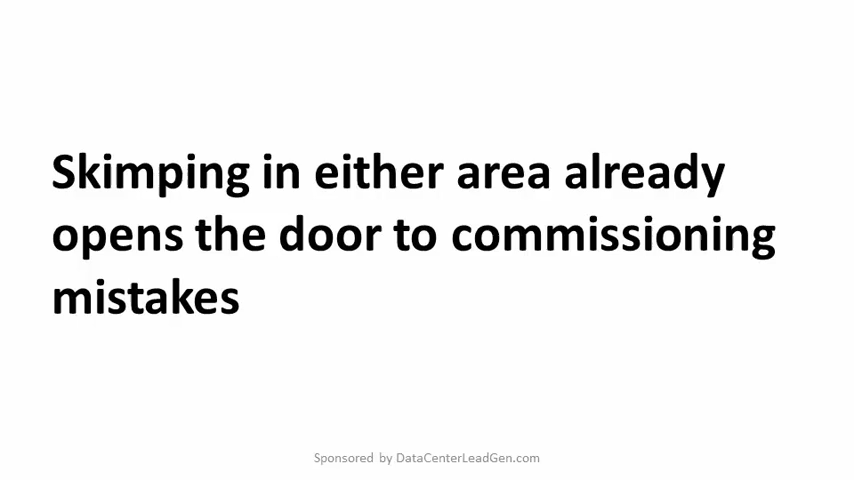 Skimping in either area already
opens the door to commissioning
mistakes
Sponsored by DataCenterLeadGen.com